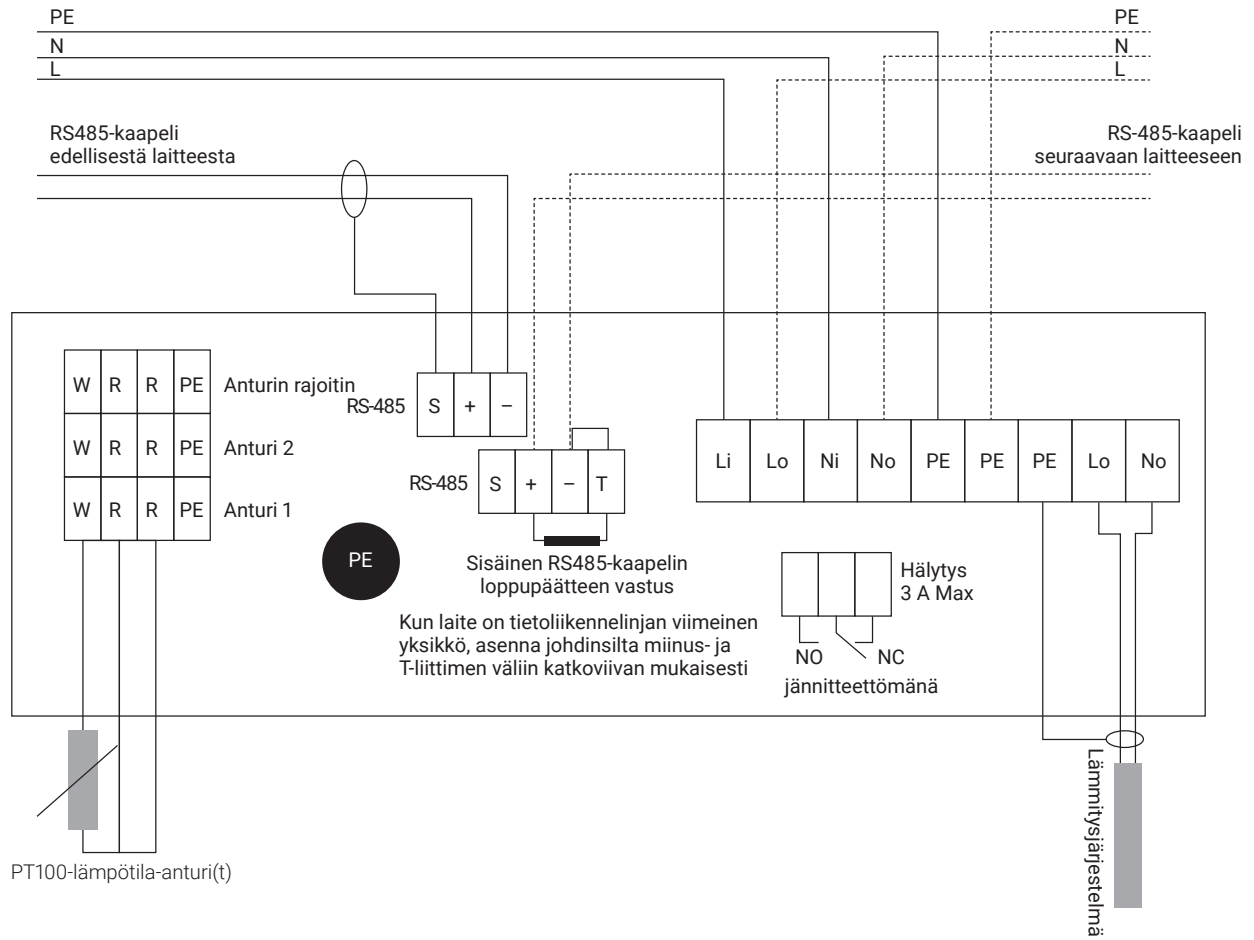 PE
N
L
PE
N
L
RS485-kaapeli
edellisestä laitteesta
RS-485-kaapeli
seuraavaan laitteeseen
W R R PE Anturin rajoitin
W R R PE Anturi 2
W R R PE Anturi 1
RS-485 S + –
RS-485 S + – T
Li Lo Ni No PE PE PE Lo No
PE
Sisäinen RS485-kaapelin
loppupäätteen vastus
Kun laite on tietoliikennelinjan viimeinen
yksikkö, asenna johdinsilta miinus- ja
T-liittimen väliin katkoviivan mukaisesti
Hälytys
3 A Max
NO NC
jännitteettömänä
PT100-lämpötila-anturi(t)
Lämmitysjärjestelmä